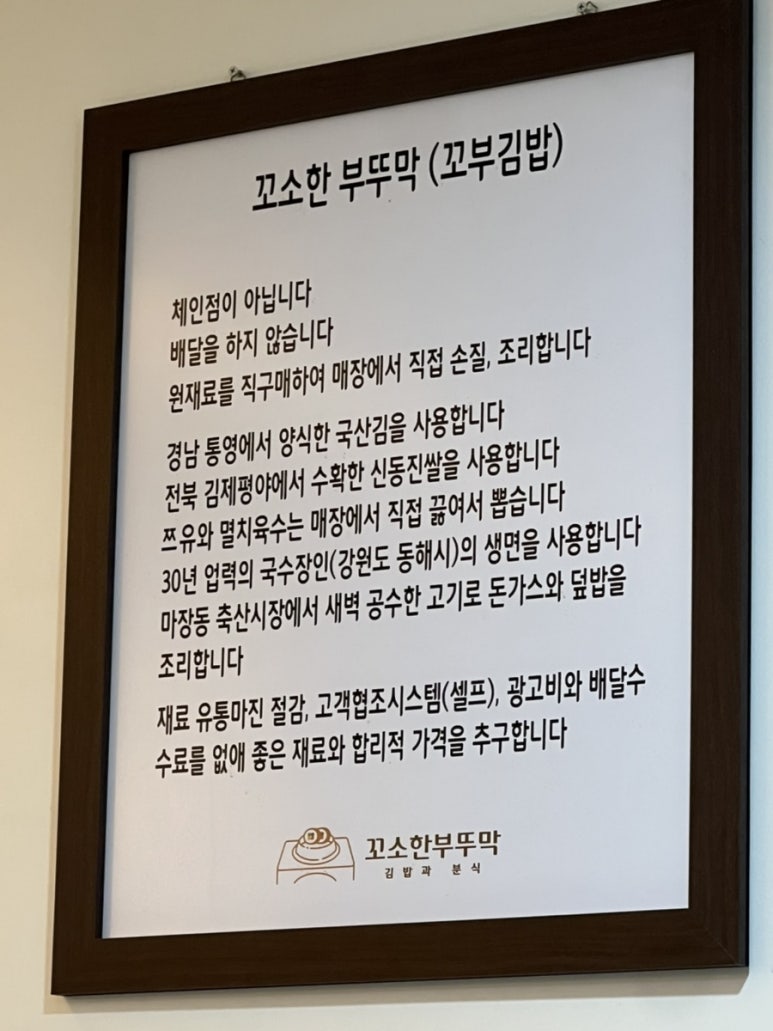 꼬소한 부뚜막 (꼬부김밥)
체인점이 아닙니다
배달을 하지 않습니다
원재료를 직구매하여 매장에서 직접 손질, 조리합니다
경남 통영에서 양식한 국산김을 사용합니다
전북 김제평야에서 수확한 신동진쌀을 사용합니다
쯔유와 멸치육수는 매장에서 직접 끓여서 뽑습니다
30년 업력의 국수장인(강원도 동해시)의 생면을 사용합니다
마장동 축산시장에서 새벽 공수한 고기로 돈가스와 덮밥을
조리합니다
재료 유통마진 절감, 고객협조시스템(셀프), 광고비와 배달수
수료를 없애 좋은 재료와 합리적 가격을 추구합니다
꼬소한부뚜막
김밥과 분식